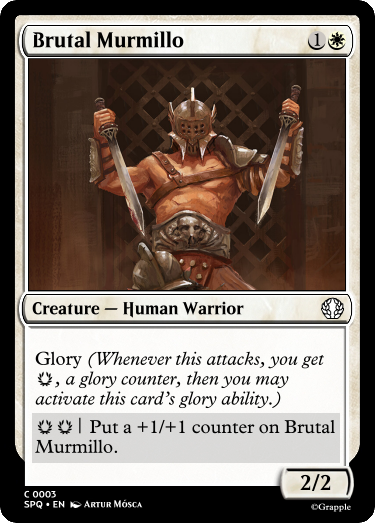 Brutal Murmillo 1
Creature — Human Warrior
Glory (Whenever this attacks, you get
, a glory counter, then you may
activate this card's glory ability.)
| Put a +1/+1 counter on Brutal
Murmillo.
2/2
C 0003
SPQ • EN Artur Mósca
©Grapple